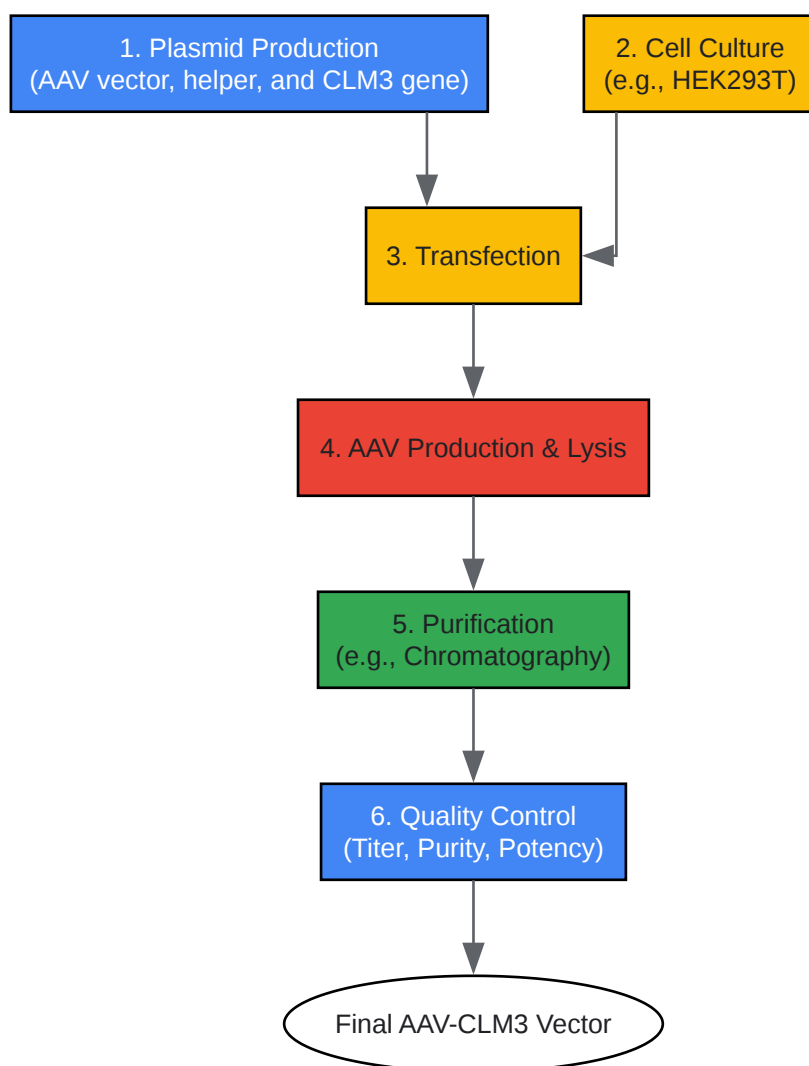 1. Plasmid Production
(AAV vector, helper, and CLM3 gene)
2. Cell Culture
(e.g., HEK293T)
3. Transfection
4. AAV Production & Lysis
5. Purification
(e.g., Chromatography)
6. Quality Control
(Titer, Purity, Potency)
Final AAV-CLM3 Vector